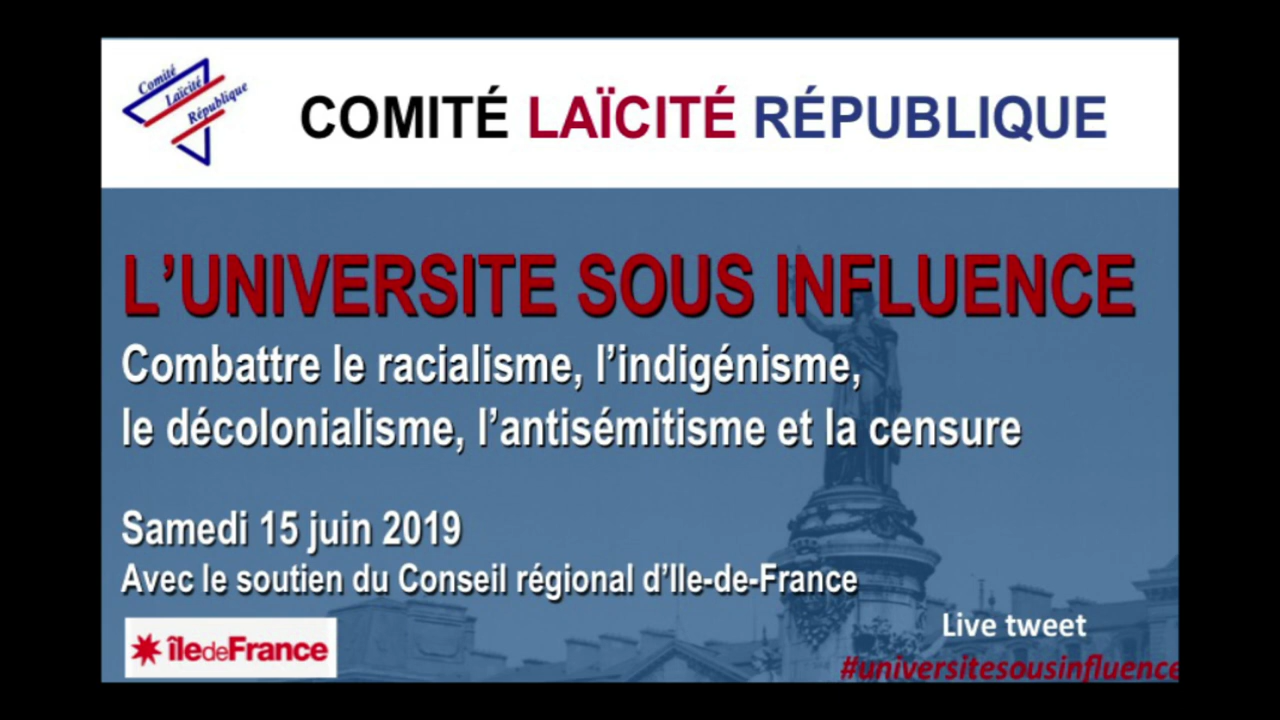 Comité
Laïcité
République
COMITÉ LAÏCITÉ RÉPUBLIQUE
L’UNIVERSITE SOUS INFLUENCE
Combattre le racialisme, l’indigénisme,
le décolonialisme, l’antisémitisme et la censure
Samedi 15 juin 2019
Avec le soutien du Conseil régional d’Ile-de-France
îledeFrance
Live tweet
#universitesousinfluence